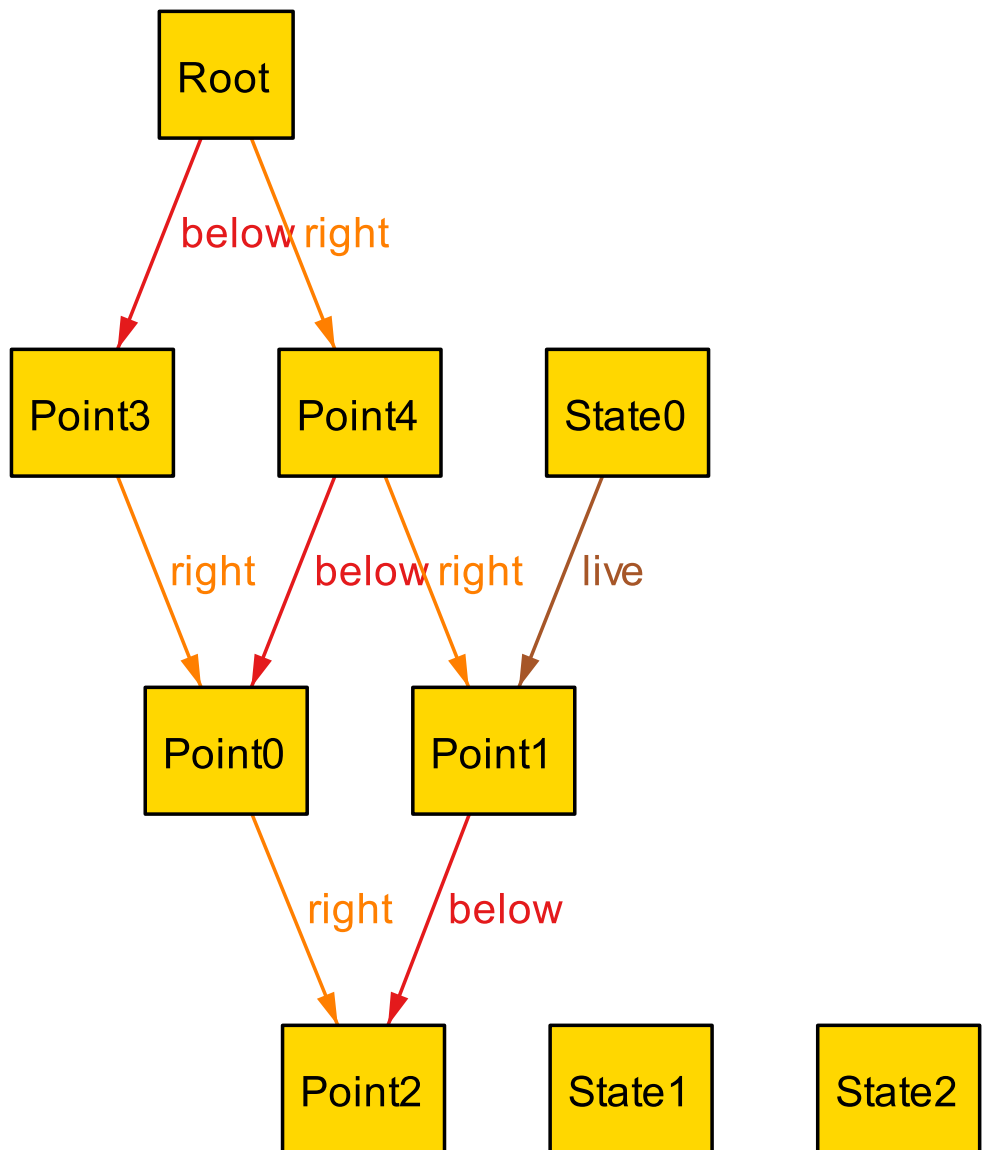 Root
below right
Point3 Point4 State0
right below right live
Point0 Point1
right below
Point2 State1 State2